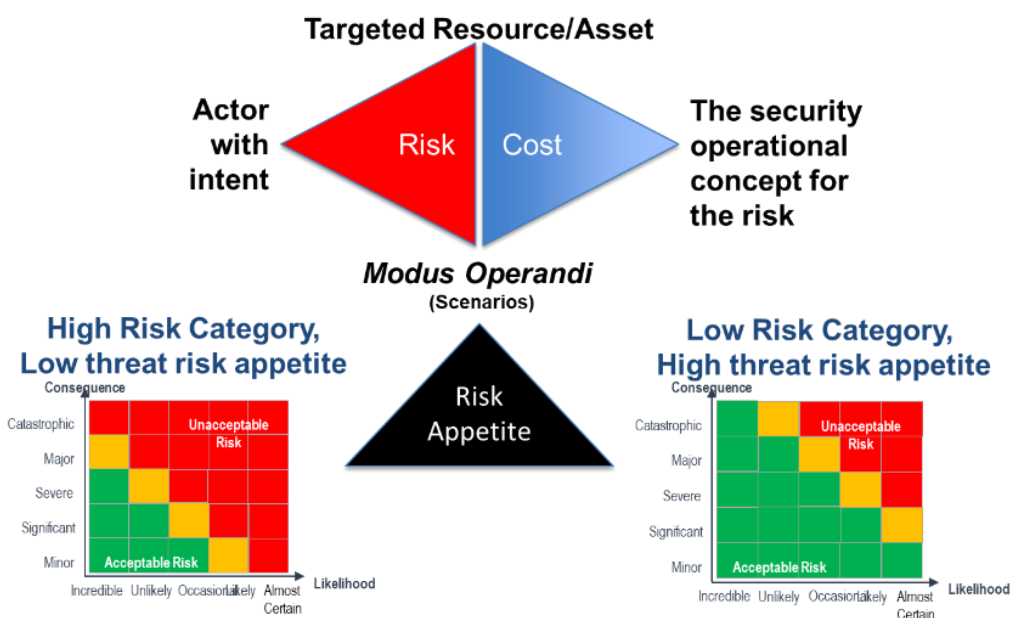 Targeted Resource/Asset
Actor
with
intent
Risk
Cost
The security
operational
concept for
the risk
Modus Operandi
(Scenarios)
High Risk Category,
Low threat risk appetite
Consequence
Catastrophic
Major
Severe
Significant
Minor
Unacceptable
Risk
Acceptable Risk
Incredible
Unlikely
Occasional
Likely
Almost
Certain
Likelihood
Risk
Appetite
Low Risk Category,
High threat risk appetite
Consequence
Catastrophic
Major
Severe
Significant
Minor
Unacceptable
Risk
Acceptable Risk
Incredible
Unlikely
Occasional
Likely
Almost
Certain
Likelihood